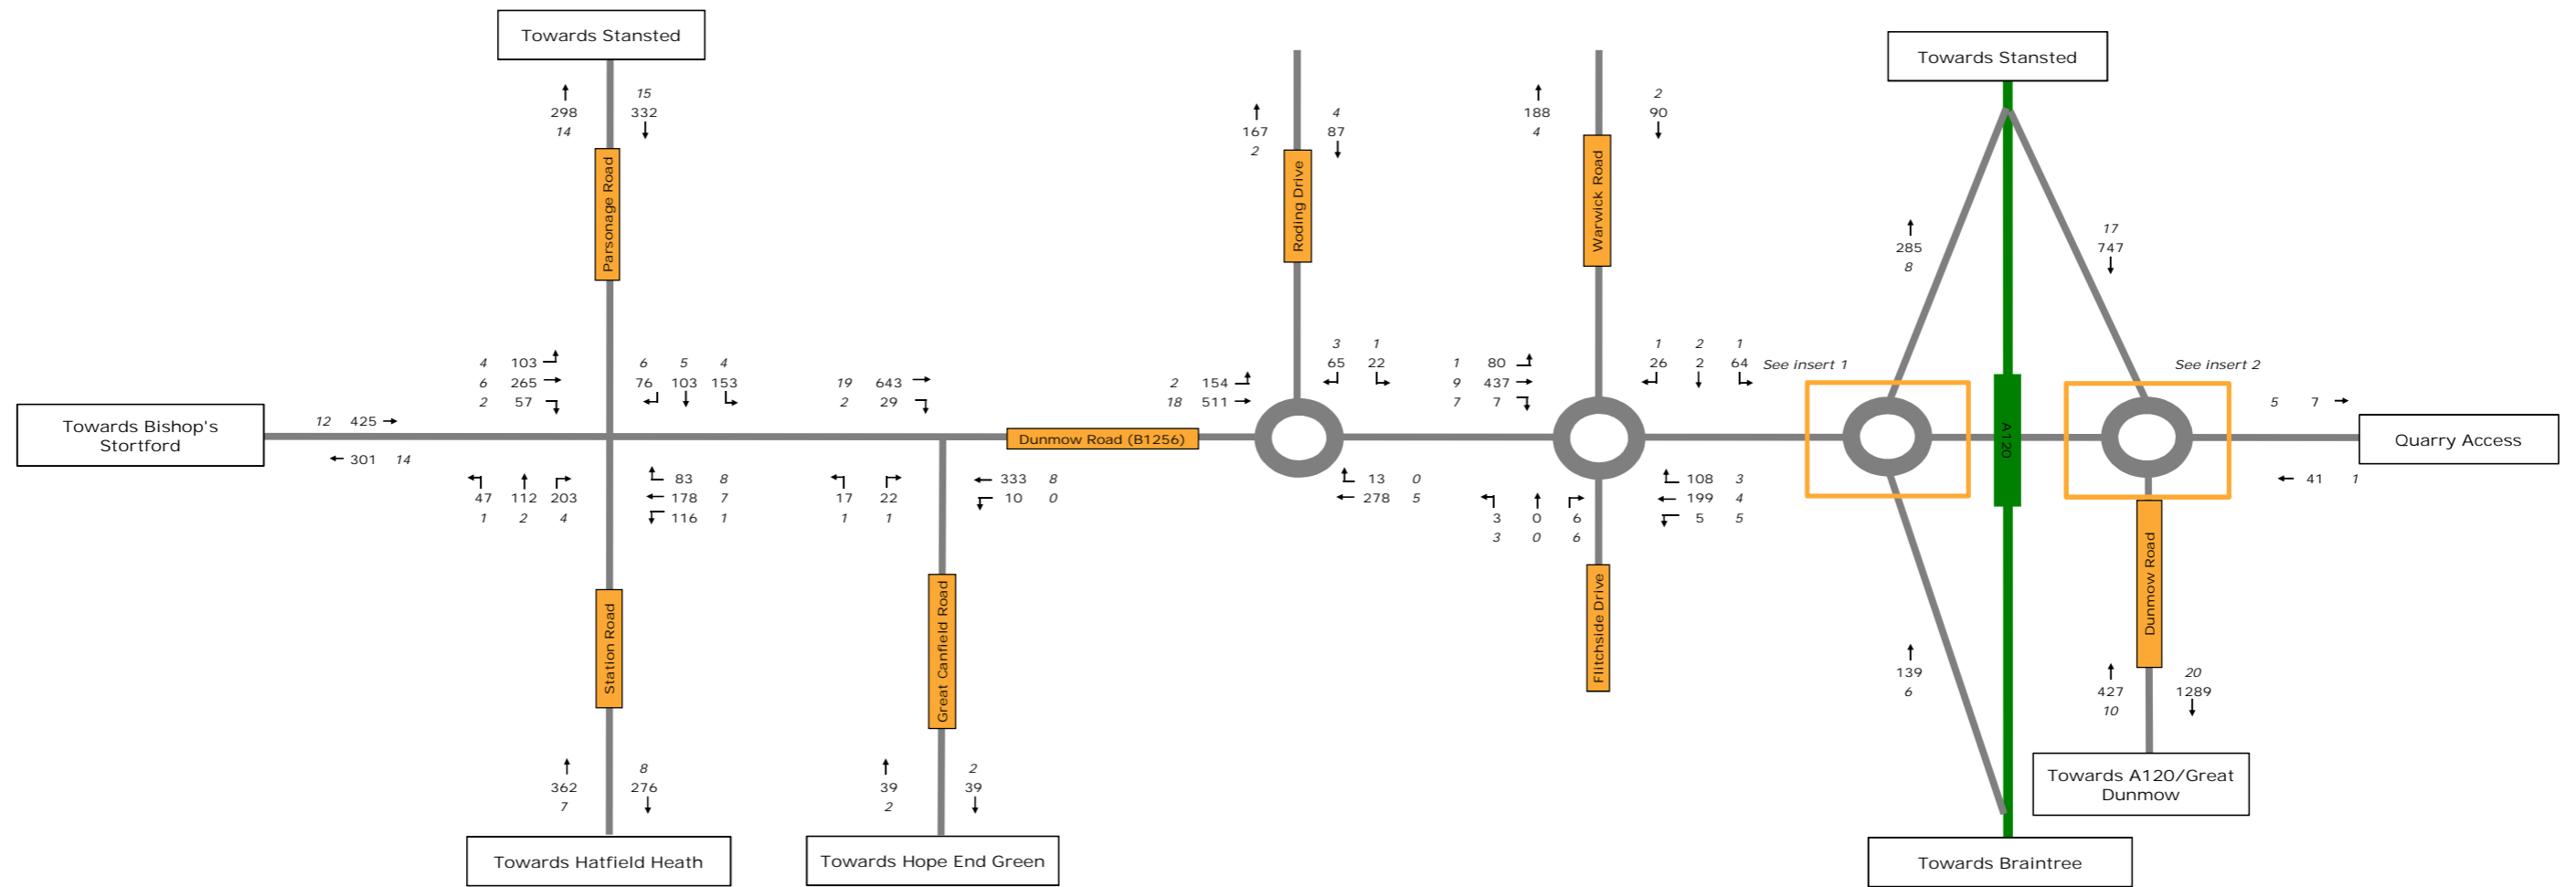 Towards Stansted
Towards Stansted
298
14
15
332
167
2
4
87
188
4
2
90
Parsonage Road
Roding Drive
Warwick Road
285
8
17
747
4 103
6 265
2 57
6 5 4
76 103 153
19 643
2 29
2 154
18 511
3 1
65 22
1 80
9 437
7 7
1 2 1
26 2 64
See insert 1
See insert 2
Towards Bishop's
Stortford
12 425
301 14
Dunmow Road (B1256)
A120
5 7
41 1
Quarry Access
47 112 203
1 2 4
83 8
178 7
116 1
17 22
1 1
333 8
10 0
13 0
278 5
3 0 6
3 0 6
108 3
199 4
5 5
Station Road
Great Canfield Road
Flitchside Drive
Dunmow Road
139
6
427
10
20
1289
362
7
8
276
39
2
2
39
Towards A120/Great
Dunmow
Towards Hatfield Heath
Towards Hope End Green
Towards Braintree